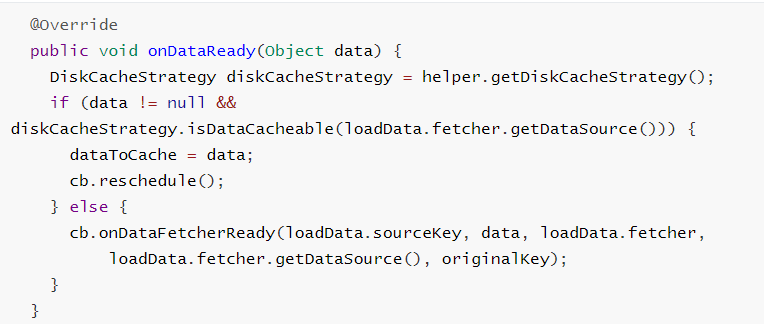 @Override
public void onDataReady(Object data) {
DiskCacheStrategy diskCacheStrategy = helper.getDiskCacheStrategy();
if (data != null &&
diskCacheStrategy.isDataCacheable(loadData.fetcher.getDataSource())) {
dataToCache = data;
cb.reschedule();
} else {
cb.onDataFetcherReady(loadData.sourceKey, data, loadData.fetcher,
loadData.fetcher.getDataSource(), originalKey);
}
}